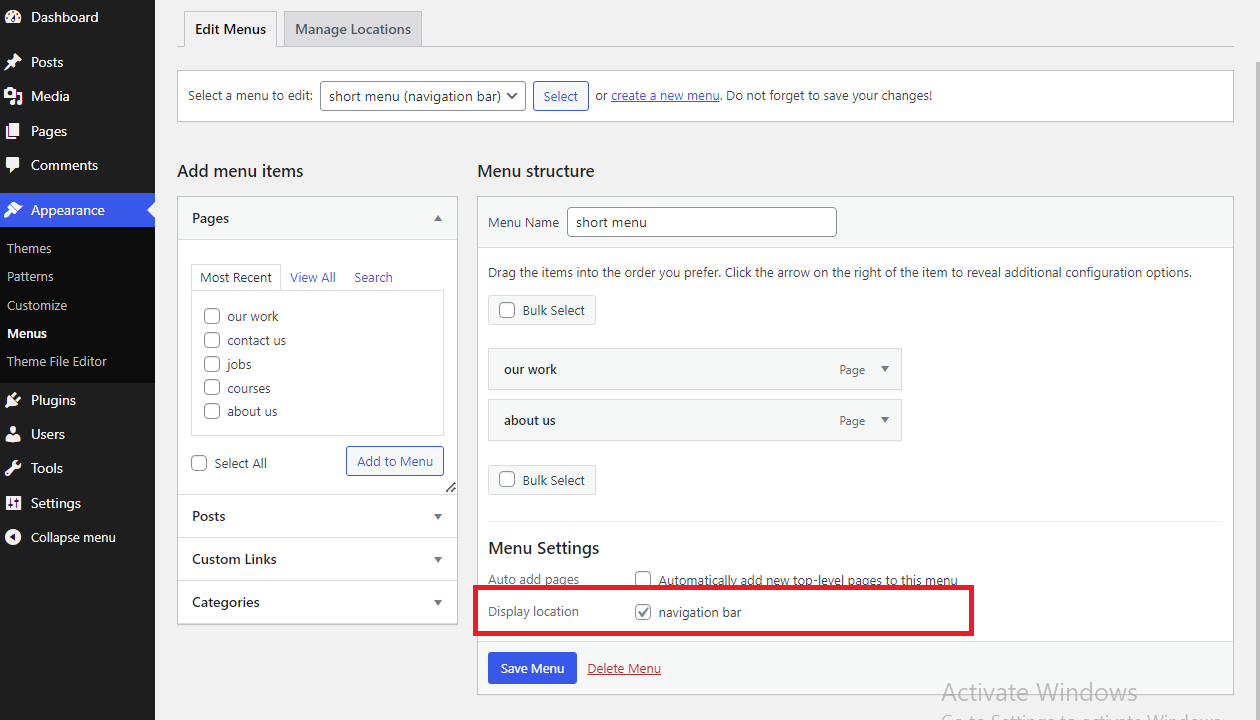 Dashboard
Posts
Media
Pages
Comments
Appearance
Themes
Patterns
Customize
Menus
Theme File Editor
Plugins
Users
Tools
Settings
Collapse menu
Edit Menus
Manage Locations
Select a menu to edit: short menu (navigation bar) Select or create a new menu. Do not forget to save your changes!
Add menu items
Pages
Most Recent View All Search
our work
contact us
jobs
courses
about us
Select All Add to Menu
Posts
Custom Links
Categories
Menu structure
Menu Name short menu
Drag the items into the order you prefer. Click the arrow on the right of the item to reveal additional configuration options.
Bulk Select
our work Page
about us Page
Bulk Select
Menu Settings
Auto add pages Automatically add new top-level pages to this menu
Display location navigation bar
Save Menu Delete Menu
Activate Windows
Go to Settings to activate Windows.